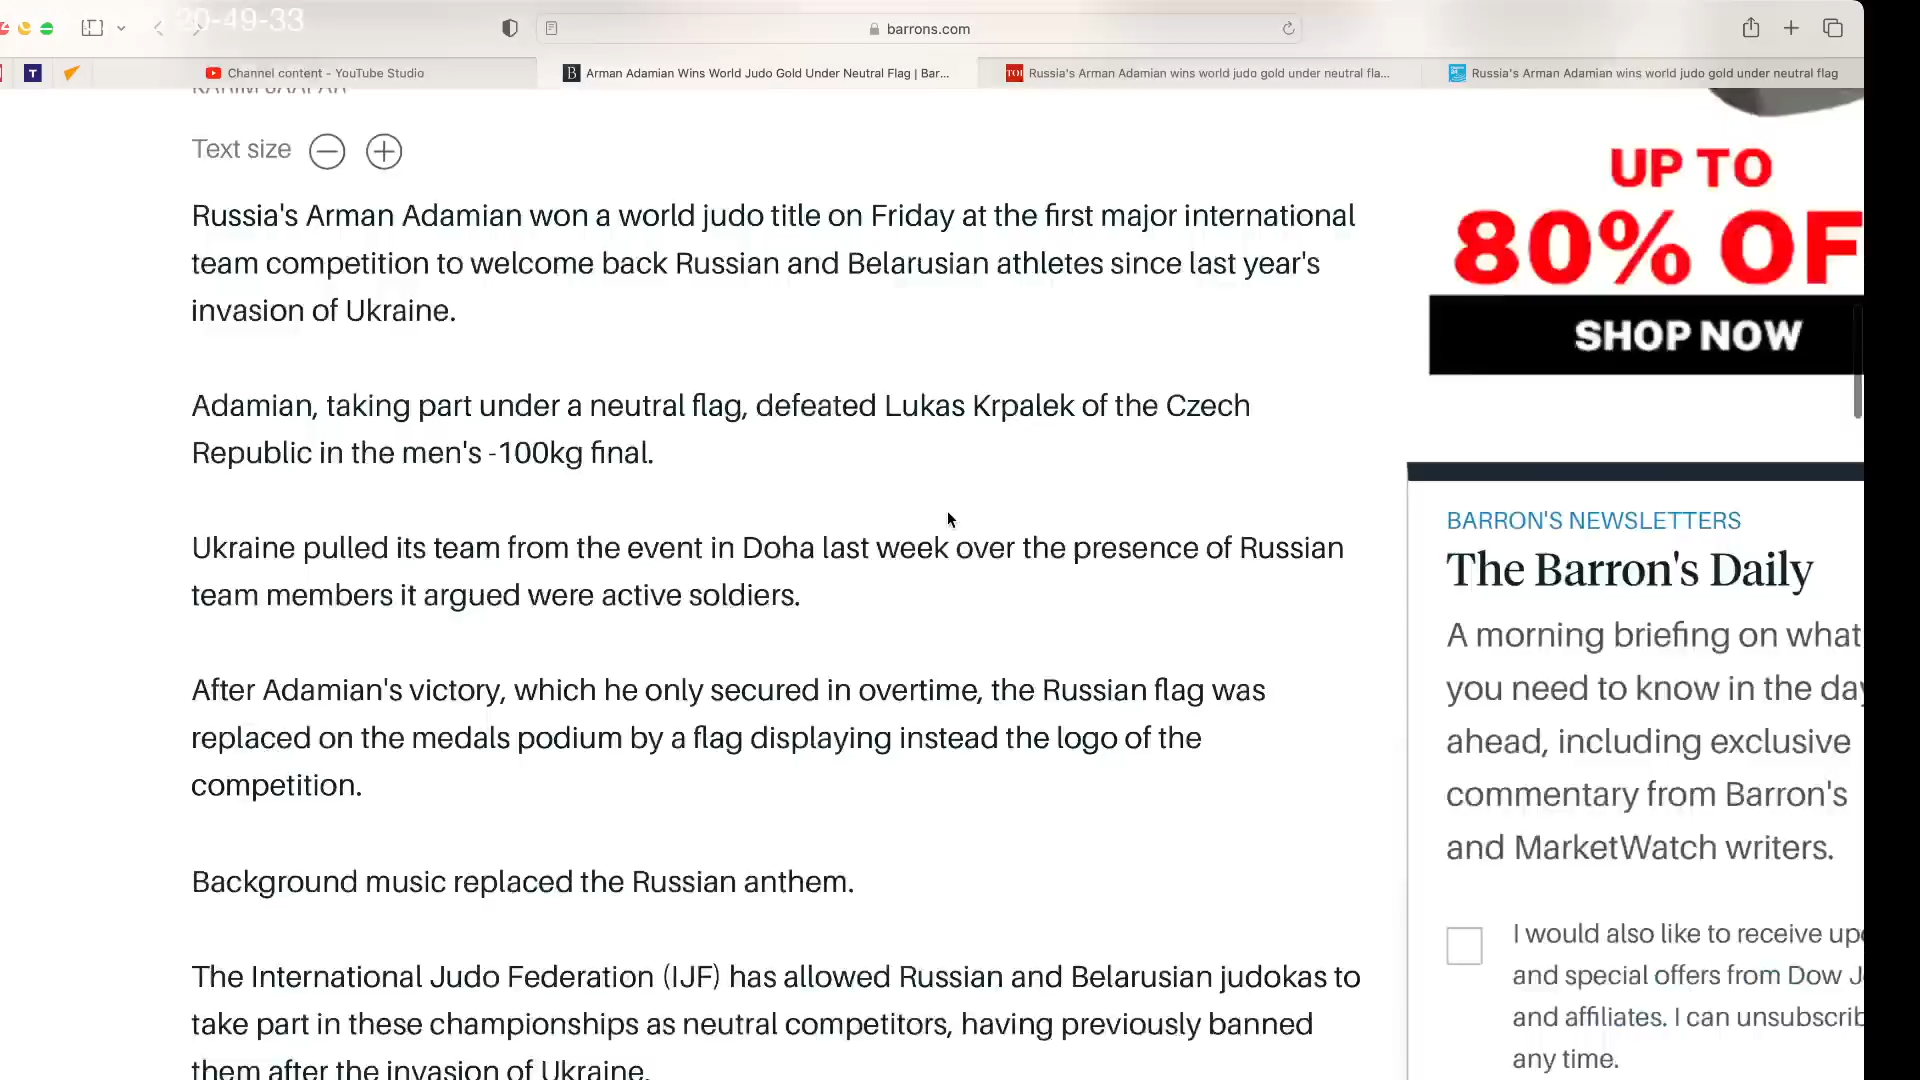 20-49-33
barrons.com
T
Channel content - YouTube Studio
B
Arman Adamian Wins World Judo Gold Under Neutral Flag | Bar...
TOI
Russia's Arman Adamian wins world judo gold under neutral fla...
Russia's Arman Adamian wins world judo gold under neutral flag
Text size
Russia's Arman Adamian won a world judo title on Friday at the first major international
team competition to welcome back Russian and Belarusian athletes since last year's
invasion of Ukraine.
Adamian, taking part under a neutral flag, defeated Lukas Krpalek of the Czech
Republic in the men's -100kg final.
Ukraine pulled its team from the event in Doha last week over the presence of Russian
team members it argued were active soldiers.
After Adamian's victory, which he only secured in overtime, the Russian flag was
replaced on the medals podium by a flag displaying instead the logo of the
competition.
Background music replaced the Russian anthem.
The International Judo Federation (IJF) has allowed Russian and Belarusian judokas to
take part in these championships as neutral competitors, having previously banned
them after the invasion of Ukraine.
UP TO
80% OF
SHOP NOW
BARRON'S NEWSLETTERS
The Barron's Daily
A morning briefing on what
you need to know in the day
ahead, including exclusive
commentary from Barron's
and MarketWatch writers.
I would also like to receive
and special offers from Dow
and affiliates. I can
any time.